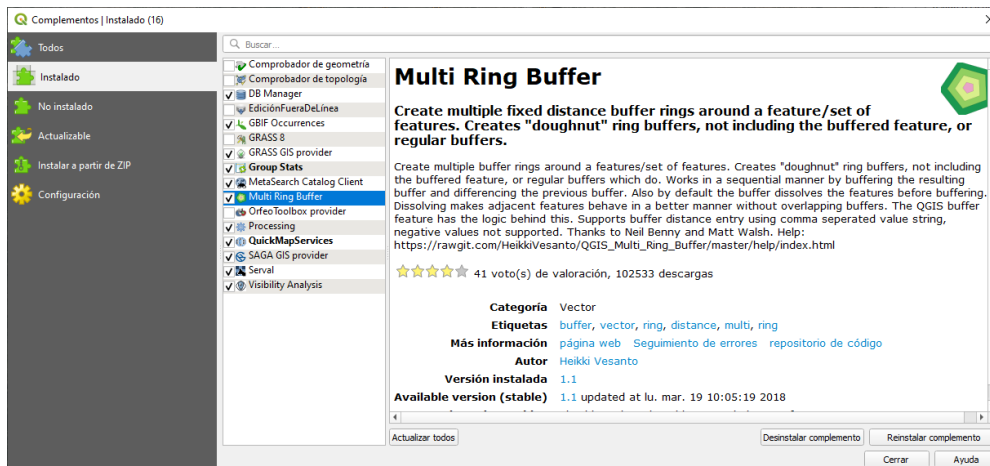 Complementos | Instalado (16)
Todos
Instalado
No instalado
Actualizable
Instalar a partir de ZIP
Configuración
Buscar...
Comprobador de geometría
Comprobador de topología
DB Manager
EdiciónFueraDeLínea
GBIF Occurrences
GRASS 8
GRASS GIS provider
Group Stats
MetaSearch Catalog Client
Multi Ring Buffer
OrfeoToolbox provider
Processing
QuickMapServices
SAGA GIS provider
Serval
Visibility Analysis
Multi Ring Buffer
Create multiple fixed distance buffer rings around a feature/set of
features. Creates "doughnut" ring buffers, not including the buffered feature, or
regular buffers.
Create multiple buffer rings around a features/set of features. Creates "doughnut" ring buffers, not including
the buffered feature, or regular buffers which do. Works in a sequential manner by buffering the resulting
buffer and differencing the previous buffer. Also by default the buffer dissolves the features before buffering.
Dissolving makes adjacent features behave in a better manner without overlapping buffers. The QGIS buffer
feature has the logic behind this. Supports buffer distance entry using comma seperated value string,
negative values not supported. Thanks to Neil Benny and Matt Walsh. Help:
https://rawgit.com/HeikkiVesanto/QGIS_Multi_Ring_Buffer/master/help/index.html
41 voto(s) de valoración, 102533 descargas
Categoría Vector
Etiquetas buffer, vector, ring, distance, multi, ring
Más información página web Seguimiento de errores repositorio de código
Autor Heikki Vesanto
Versión instalada 1.1
Available version (stable) 1.1 updated at lu. mar. 19 10:05:19 2018
Actualizar todos
Desinstalar complemento
Reinstalar complemento
Cerrar
Ayuda